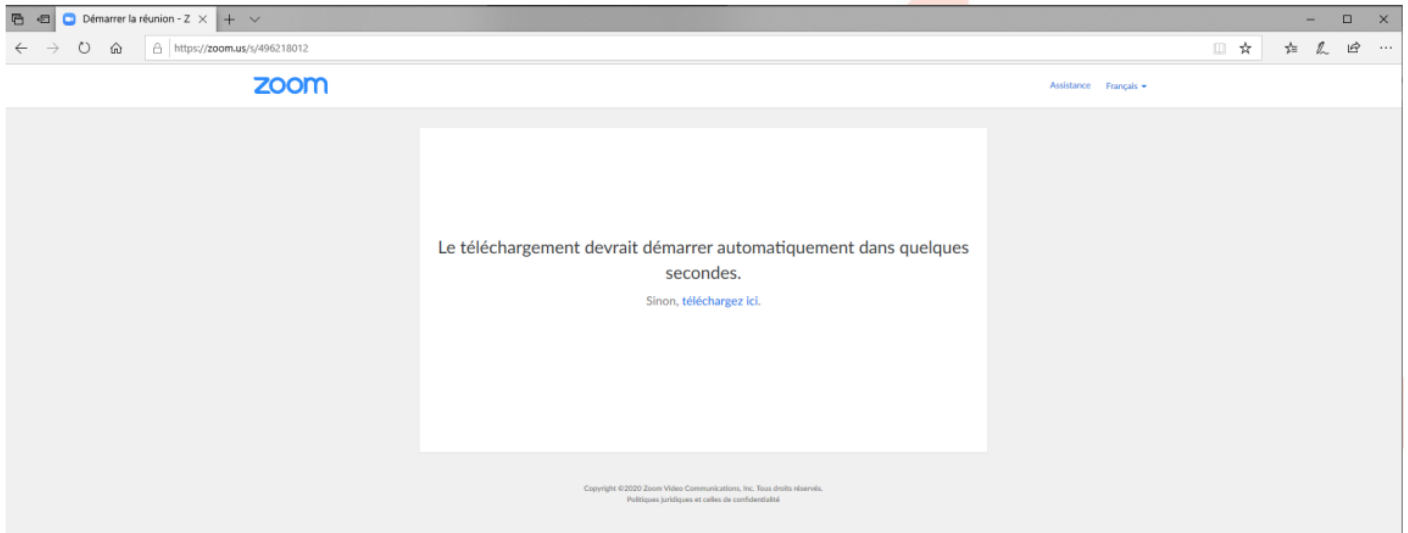 Démarrer la réunion - Z
https://zoom.us/s/496218012
zoom
Assistance Français
Le téléchargement devrait démarrer automatiquement dans quelques
secondes.
Sinon, téléchargez ici.
Copyright ©2020 Zoom Video Communications, Inc. Tous droits réservés.
Politiques juridiques et celles de confidentialité